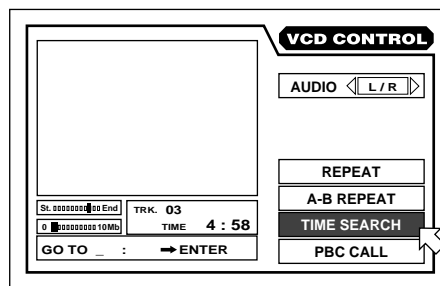 VCD CONTROL
AUDIO L / R
REPEAT
A-B REPEAT
TIME SEARCH
PBC CALL
St. End
0 10Mb
TRK. 03
TIME 4 : 58
GO TO _ : ➡ ENTER